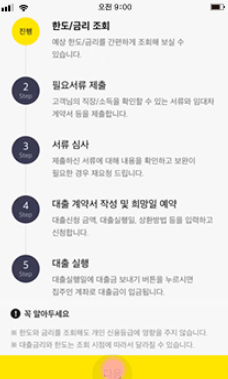 오전 9:00
진행
한도/금리 조회
예상 한도/금리를 간편하게 조회해 보실 수
있습니다.
2
Step
필요서류 제출
고객님의 직장/소득을 확인할 수 있는 서류와 임대차
계약서 등을 제출합니다.
3
Step
서류 심사
제출하신 서류에 대해 내용을 확인하고 보완이
필요한 경우 재요청 드립니다.
4
Step
대출 계약서 작성 및 희망일 예약
대출신청 금액, 대출실행일, 상환방법 등을 입력하고
신청합니다.
5
Step
대출 실행
대출실행일에 대출금 보내기 버튼을 누르시면
집주인 계좌로 대출금이 입금됩니다.
꼭 알아두세요
※ 한도와 금리를 조회해도 개인 신용등급에 영향을 주지 않습니다.
※ 대출금리와 한도는 조회 시점에 따라서 달라질 수 있습니다.
다음